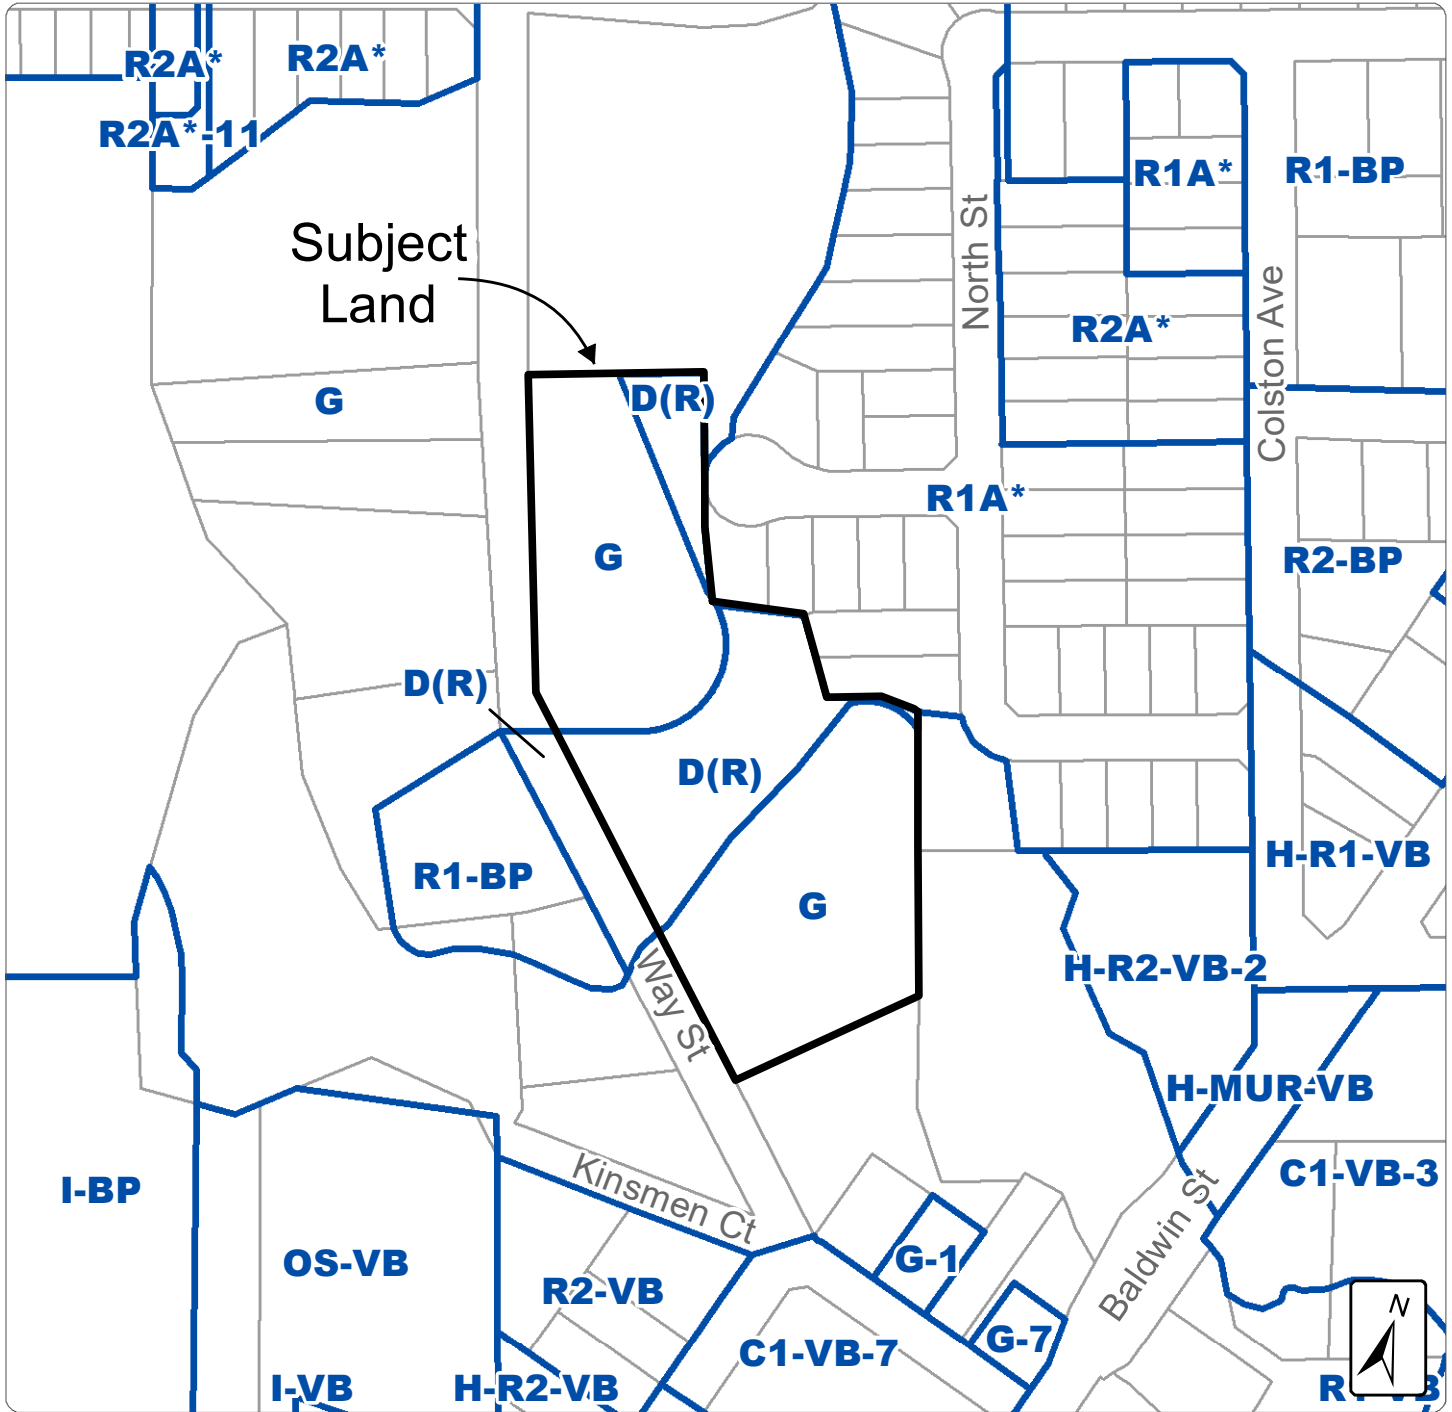 R2A*
R2A*
R2A*-11
R1A*
R1-BP
Subject
Land
North St
Colston Ave
R2A*
G
D(R)
R1A*
G
R2-BP
D(R)
D(R)
R1-BP
G
H-R1-VB
H-R2-VB-2
Way St
H-MUR-VB
I-BP
Kinsmen Ct
C1-VB-3
Baldwin St
OS-VB
G-1
R2-VB
G-7
C1-VB-7
N
I-VB
H-R2-VB